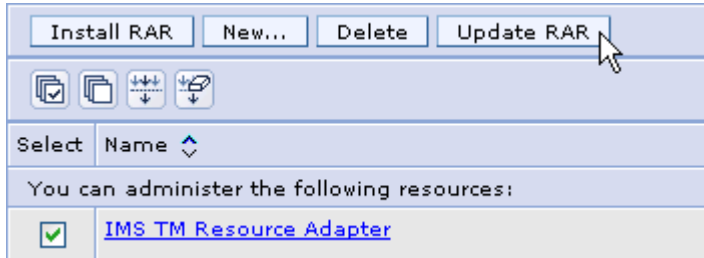 Install RAR New... Delete Update RAR
Select Name
You can administer the following resources:
IMS TM Resource Adapter